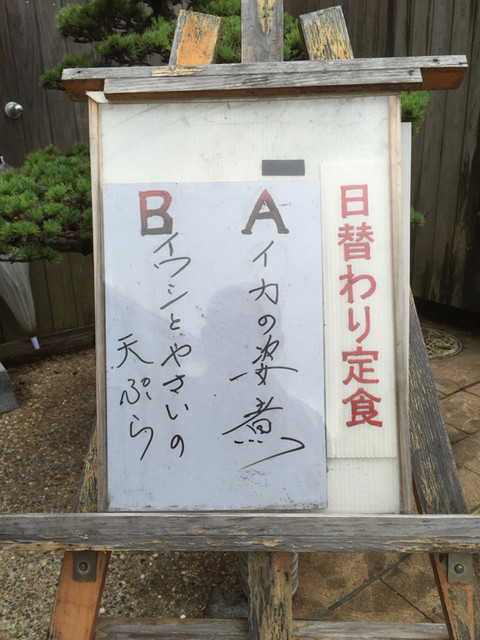 日替わり定食
A
イカの姿煮
B
イワシとやさいの
天ぷら